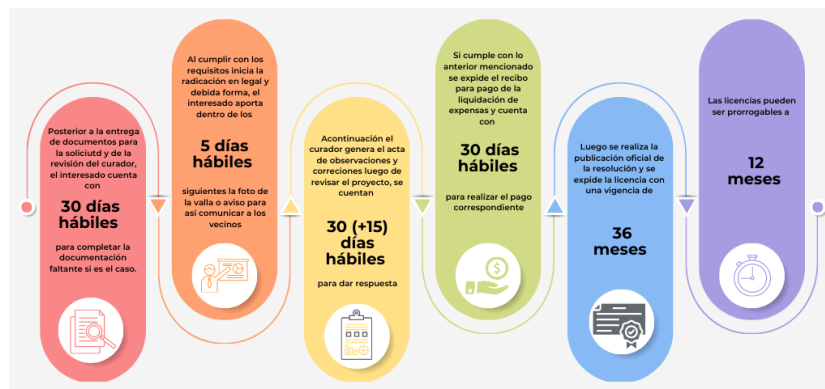 Posterior a la entrega
de documentos para
la soliciutd y de la
revisión del curador,
el interesado cuenta
con
30 días
hábiles
para completar la
documentación
faltante si es el caso.
Al cumplir con los
requisitos inicia la
radicación en legal y
debida forma, el
interesado aporta
dentro de los
5 días
hábiles
siguientes la foto de
la valla o aviso para
así comunicar a los
vecinos
Acontinuación el
curador genera el acta
de observaciones y
correciones luego de
revisar el proyecto, se
cuentan
30 (+15)
días
hábiles
para dar respuesta
Si cumple con lo
anterior mencionado
se expide el recibo
para pago de la
liquidación de
expensas y cuenta
con
30 días
hábiles
para realizar el pago
correspondiente
Luego se realiza la
publicación oficial de
la resolución y se
expide la licencia con
una vigencia de
36
meses
Las licencias pueden
ser prorrogables a
12
meses